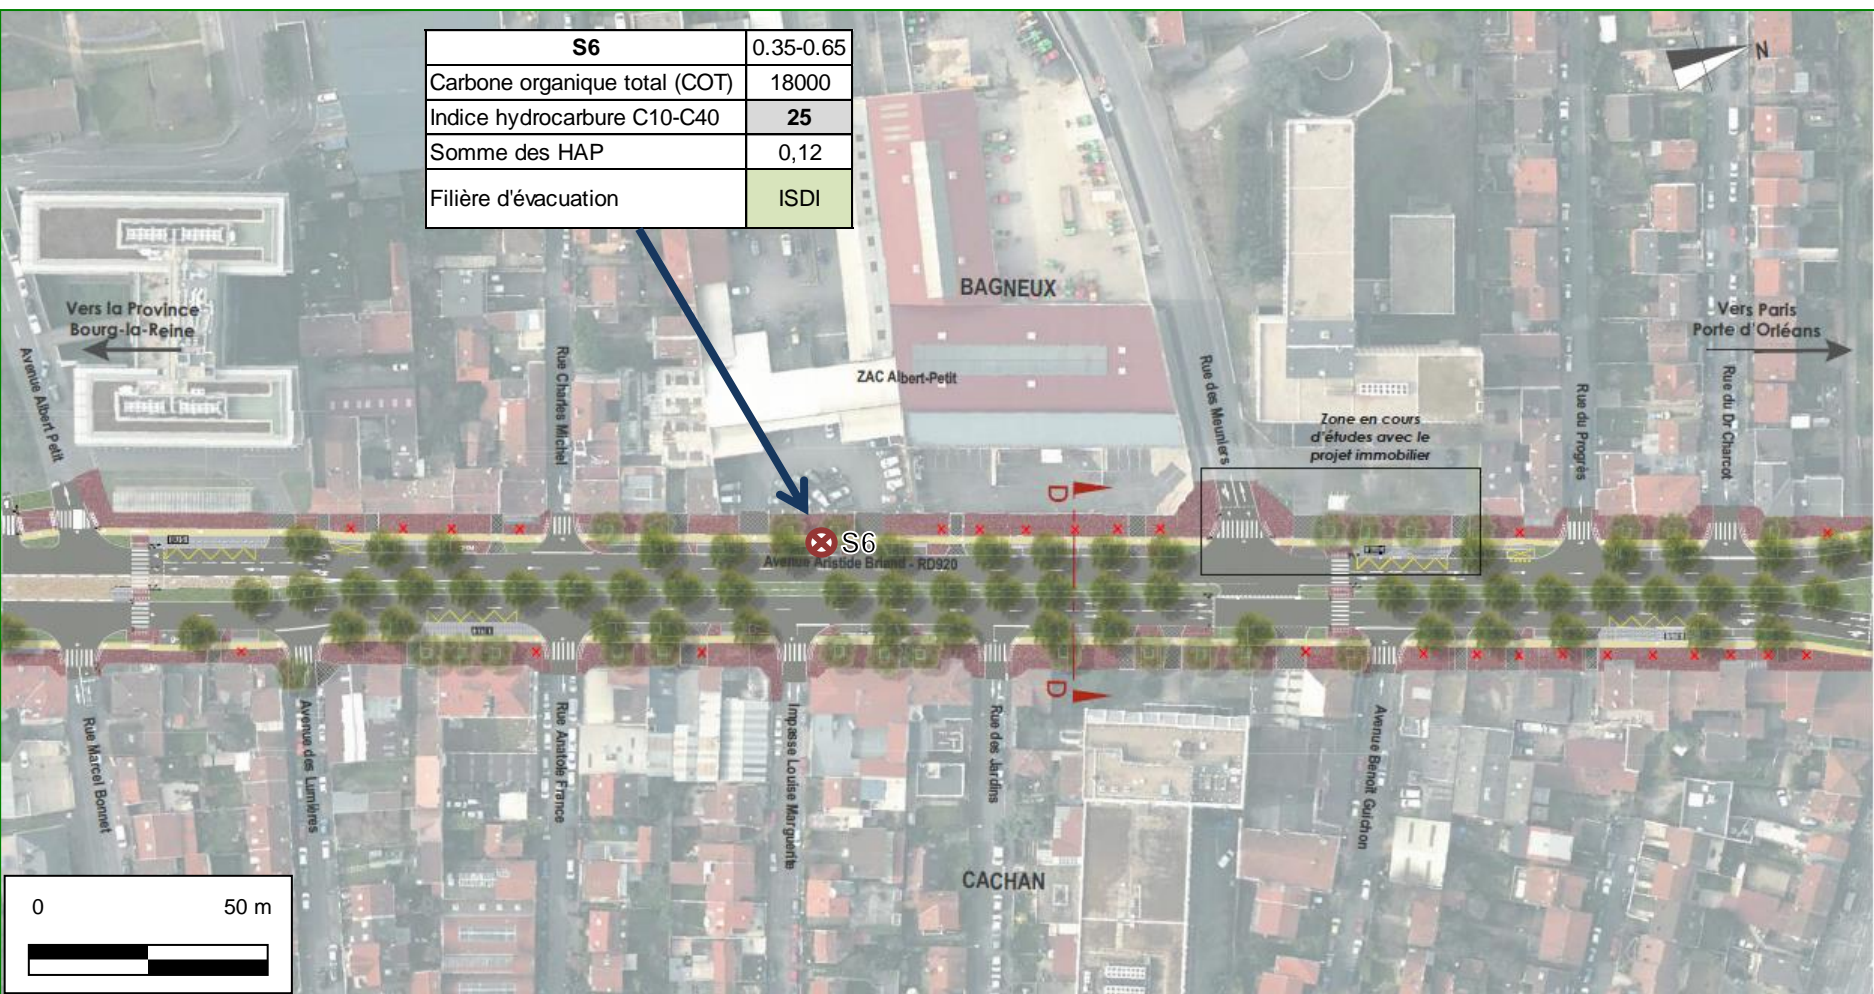 S6 0.35-0.65
Carbone organique total (COT) 18000
Indice hydrocarbure C10-C40 25
Somme des HAP 0,12
Filière d'évacuation ISDI
N
BAGNEUX
Vers la Province
Bourg-la-Reine
Vers Paris
Porte d'Orléans
Avenue Albert Petit
Rue Charles Michel
ZAC Albert-Petit
Rue des Meuniers
Zone en cours
d'études avec le
projet immobilier
Rue du Progrès
Rue du Dr Charcot
D
BUS
S6
Avenue Aristide Briand - RD920
BUS
BUS
D
Rue Marcel Bonnet
Avenue des Lumières
Rue Anatole France
Impasse Louise Marguerite
Rue des Jardins
Avenue Benoît Guichon
CACHAN
0 50 m